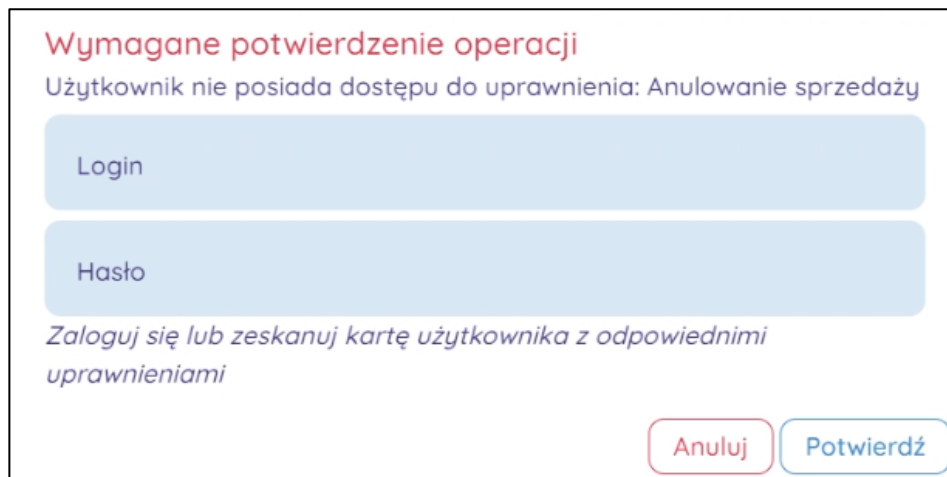 Wymagane potwierdzenie operacji
Użytkownik nie posiada dostępu do uprawnienia: Anulowanie sprzedaży
Login
Hasło
Zaloguj się lub zeskanuj kartę użytkownika z odpowiednimi
uprawnieniami
Anuluj Potwierdź